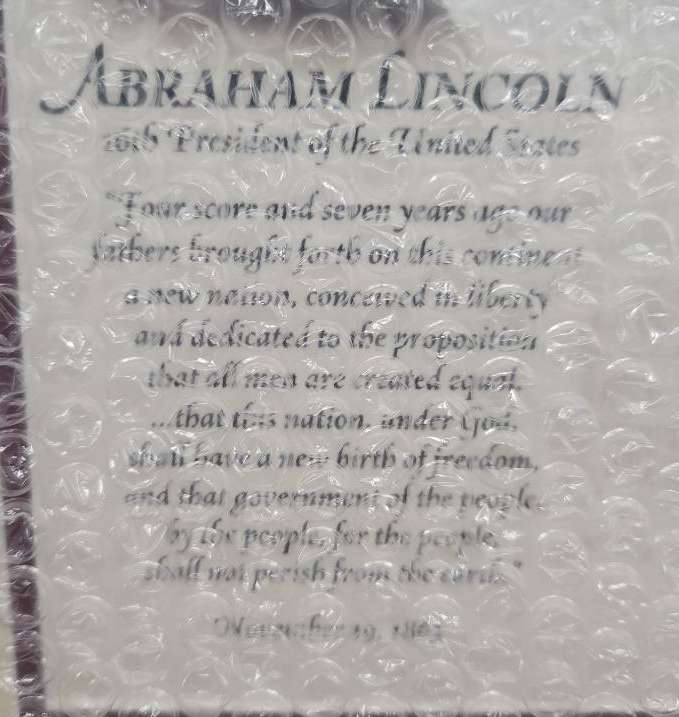 ABRAHAM LINCOLN
16th President of the United States
"Four score and seven years ago our
fathers brought forth on this continent
a new nation, conceived in liberty
and dedicated to the proposition
that all men are created equal.
...that this nation, under God,
shall have a new birth of freedom,
and that government of the people,
by the people, for the people,
shall not perish from the earth."
November 19, 1863